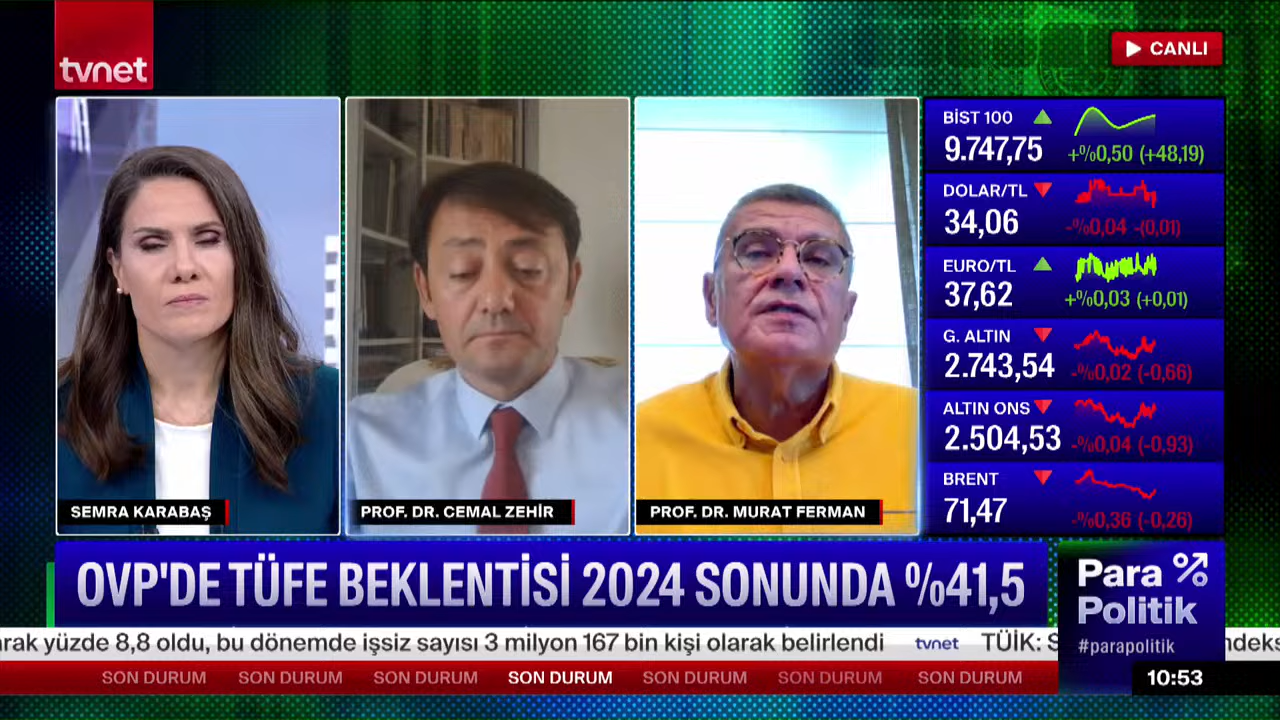 tvnet
CANLI
BİST 100
9.747,75
+%0,50 (+48,19)
DOLAR/TL
34,06
-%0,04 -(0,01)
EURO/TL
37,62
+%0,03 (+0,01)
G. ALTIN
2.743,54
-%0,02 (-0,66)
ALTIN ONS
2.504,53
-%0,04 (-0,93)
BRENT
71,47
-%0,36 (-0,26)
SEMRA KARABAŞ
PROF. DR. CEMAL ZEHİR
PROF. DR. MURAT FERMAN
OVP'DE TÜFE BEKLENTİSİ 2024 SONUNDA %41,5
Para %
Politik
#parapolitik
arak yüzde 8,8 oldu, bu dönemde işsiz sayısı 3 milyon 167 bin kişi olarak belirlendi tvnet TÜİK: S ndeks
SON DURUM SON DURUM SON DURUM SON DURUM SON DURUM SON DURUM SON DURUM
10:53